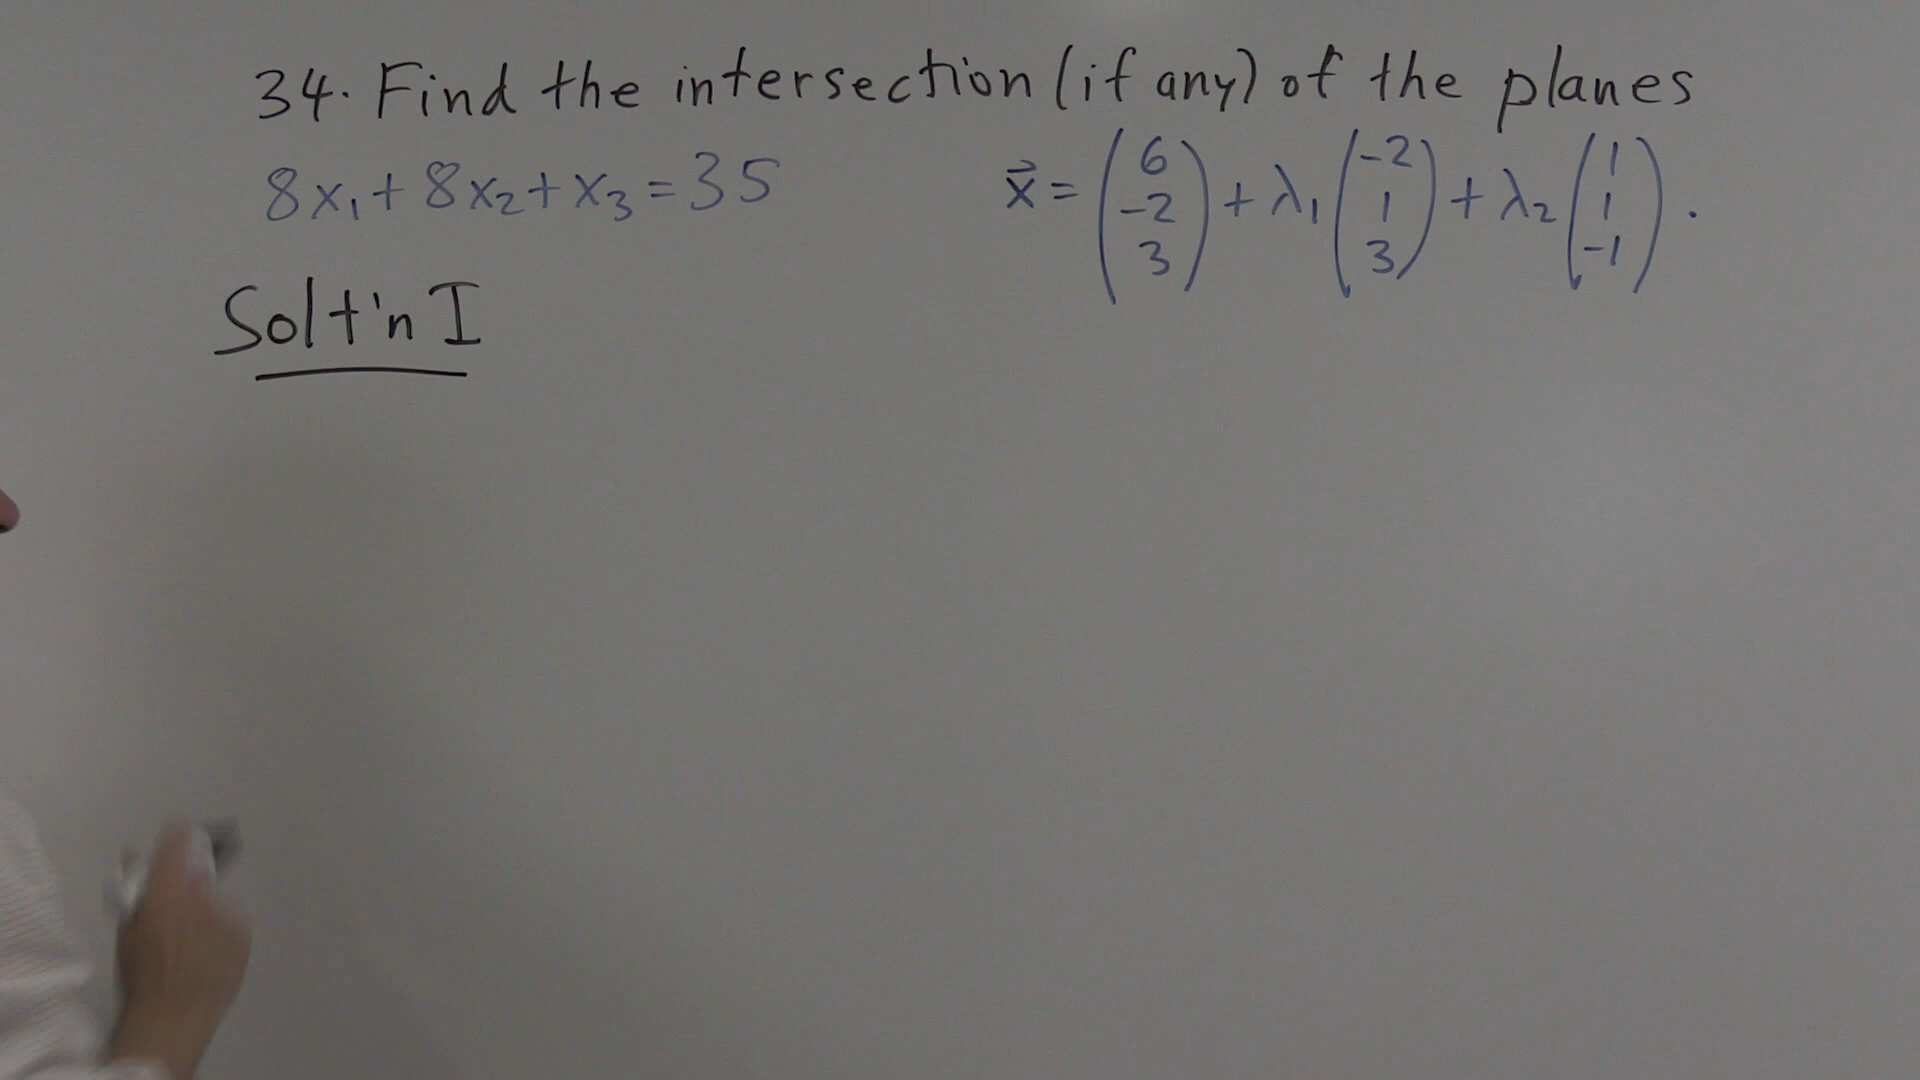 34. Find the intersection (if any) of the planes
8x₁ + 8x₂ + x₃ = 35   x⃗ = (6 -2 3) + λ₁ (-2 1 3) + λ₂ (1 1 -1).
Solt'n I